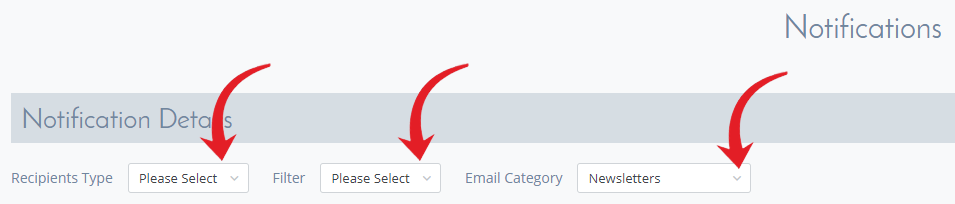 Notifications
Notification Details
Recipients Type Please Select Filter Please Select Email Category Newsletters